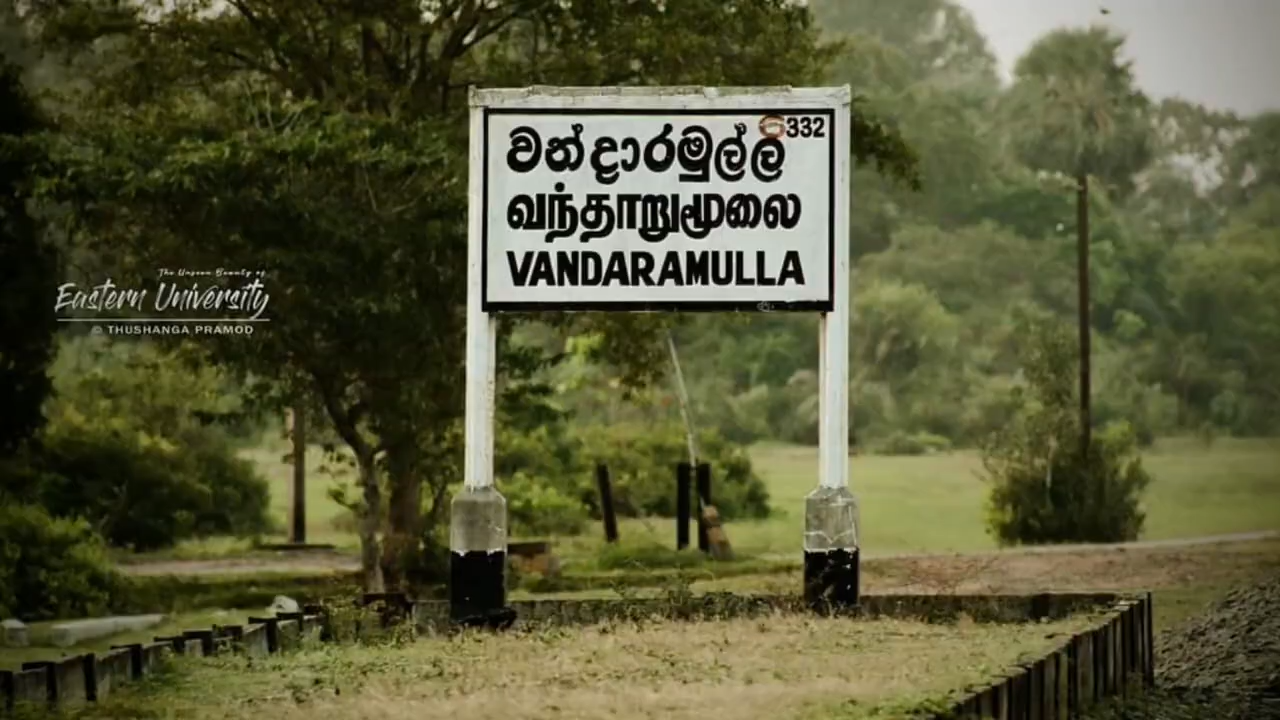 ☎332
වන්දාරමුල්ල
வந்தாறுமூலை
VANDARAMULLA
The Unseen Beauty of
Eastern University
© THUSHANGA PRAMOD